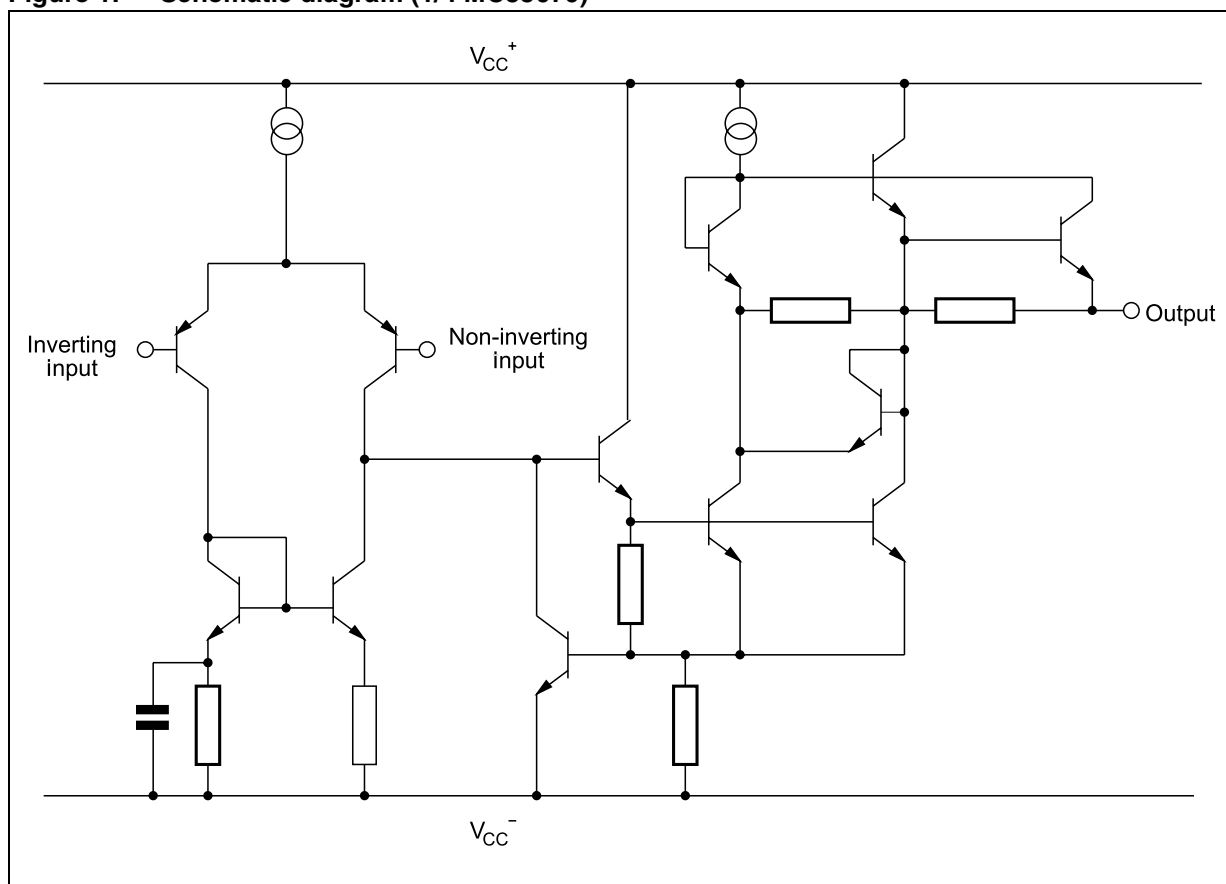 VCC+
Inverting
input
Non-inverting
input
Output
VCC−